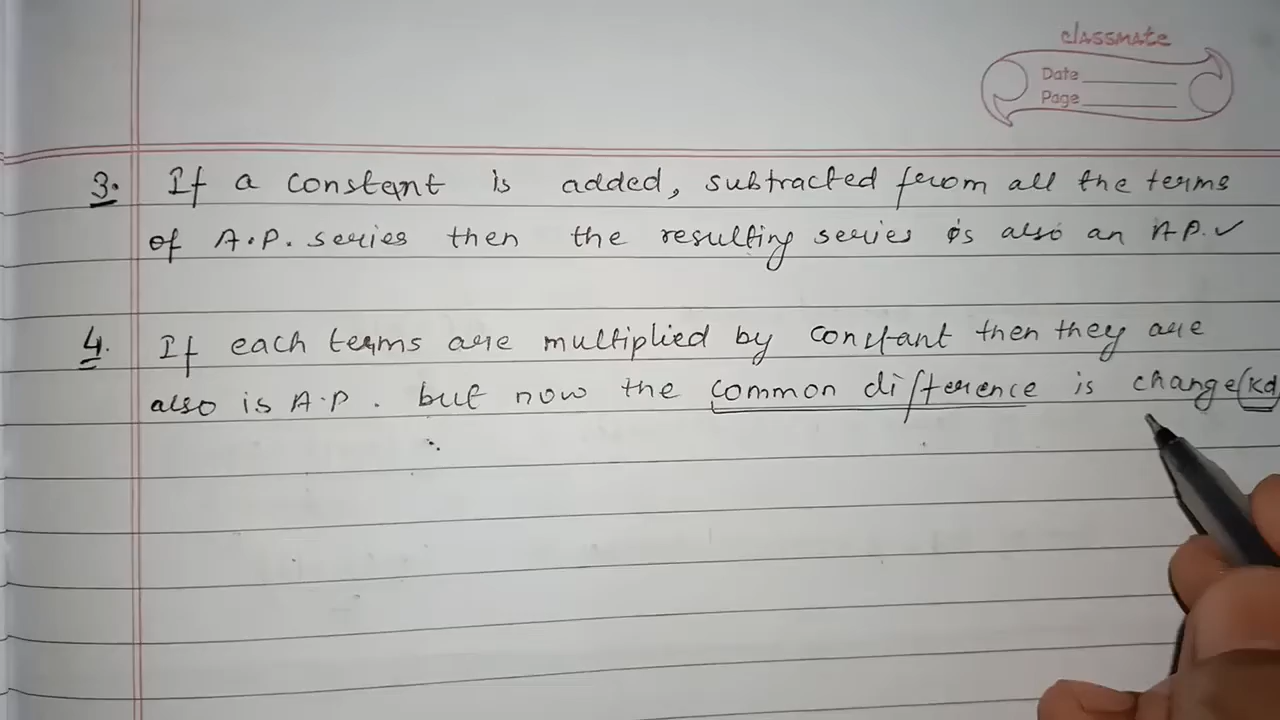 classmate
Date
Page
3. If a constant is added, subtracted from all the terms
of A.P. series then the resulting series is also an A.P. ✓
4. If each terms are multiplied by constant then they are
also is A.P. but now the common difference is change (kd